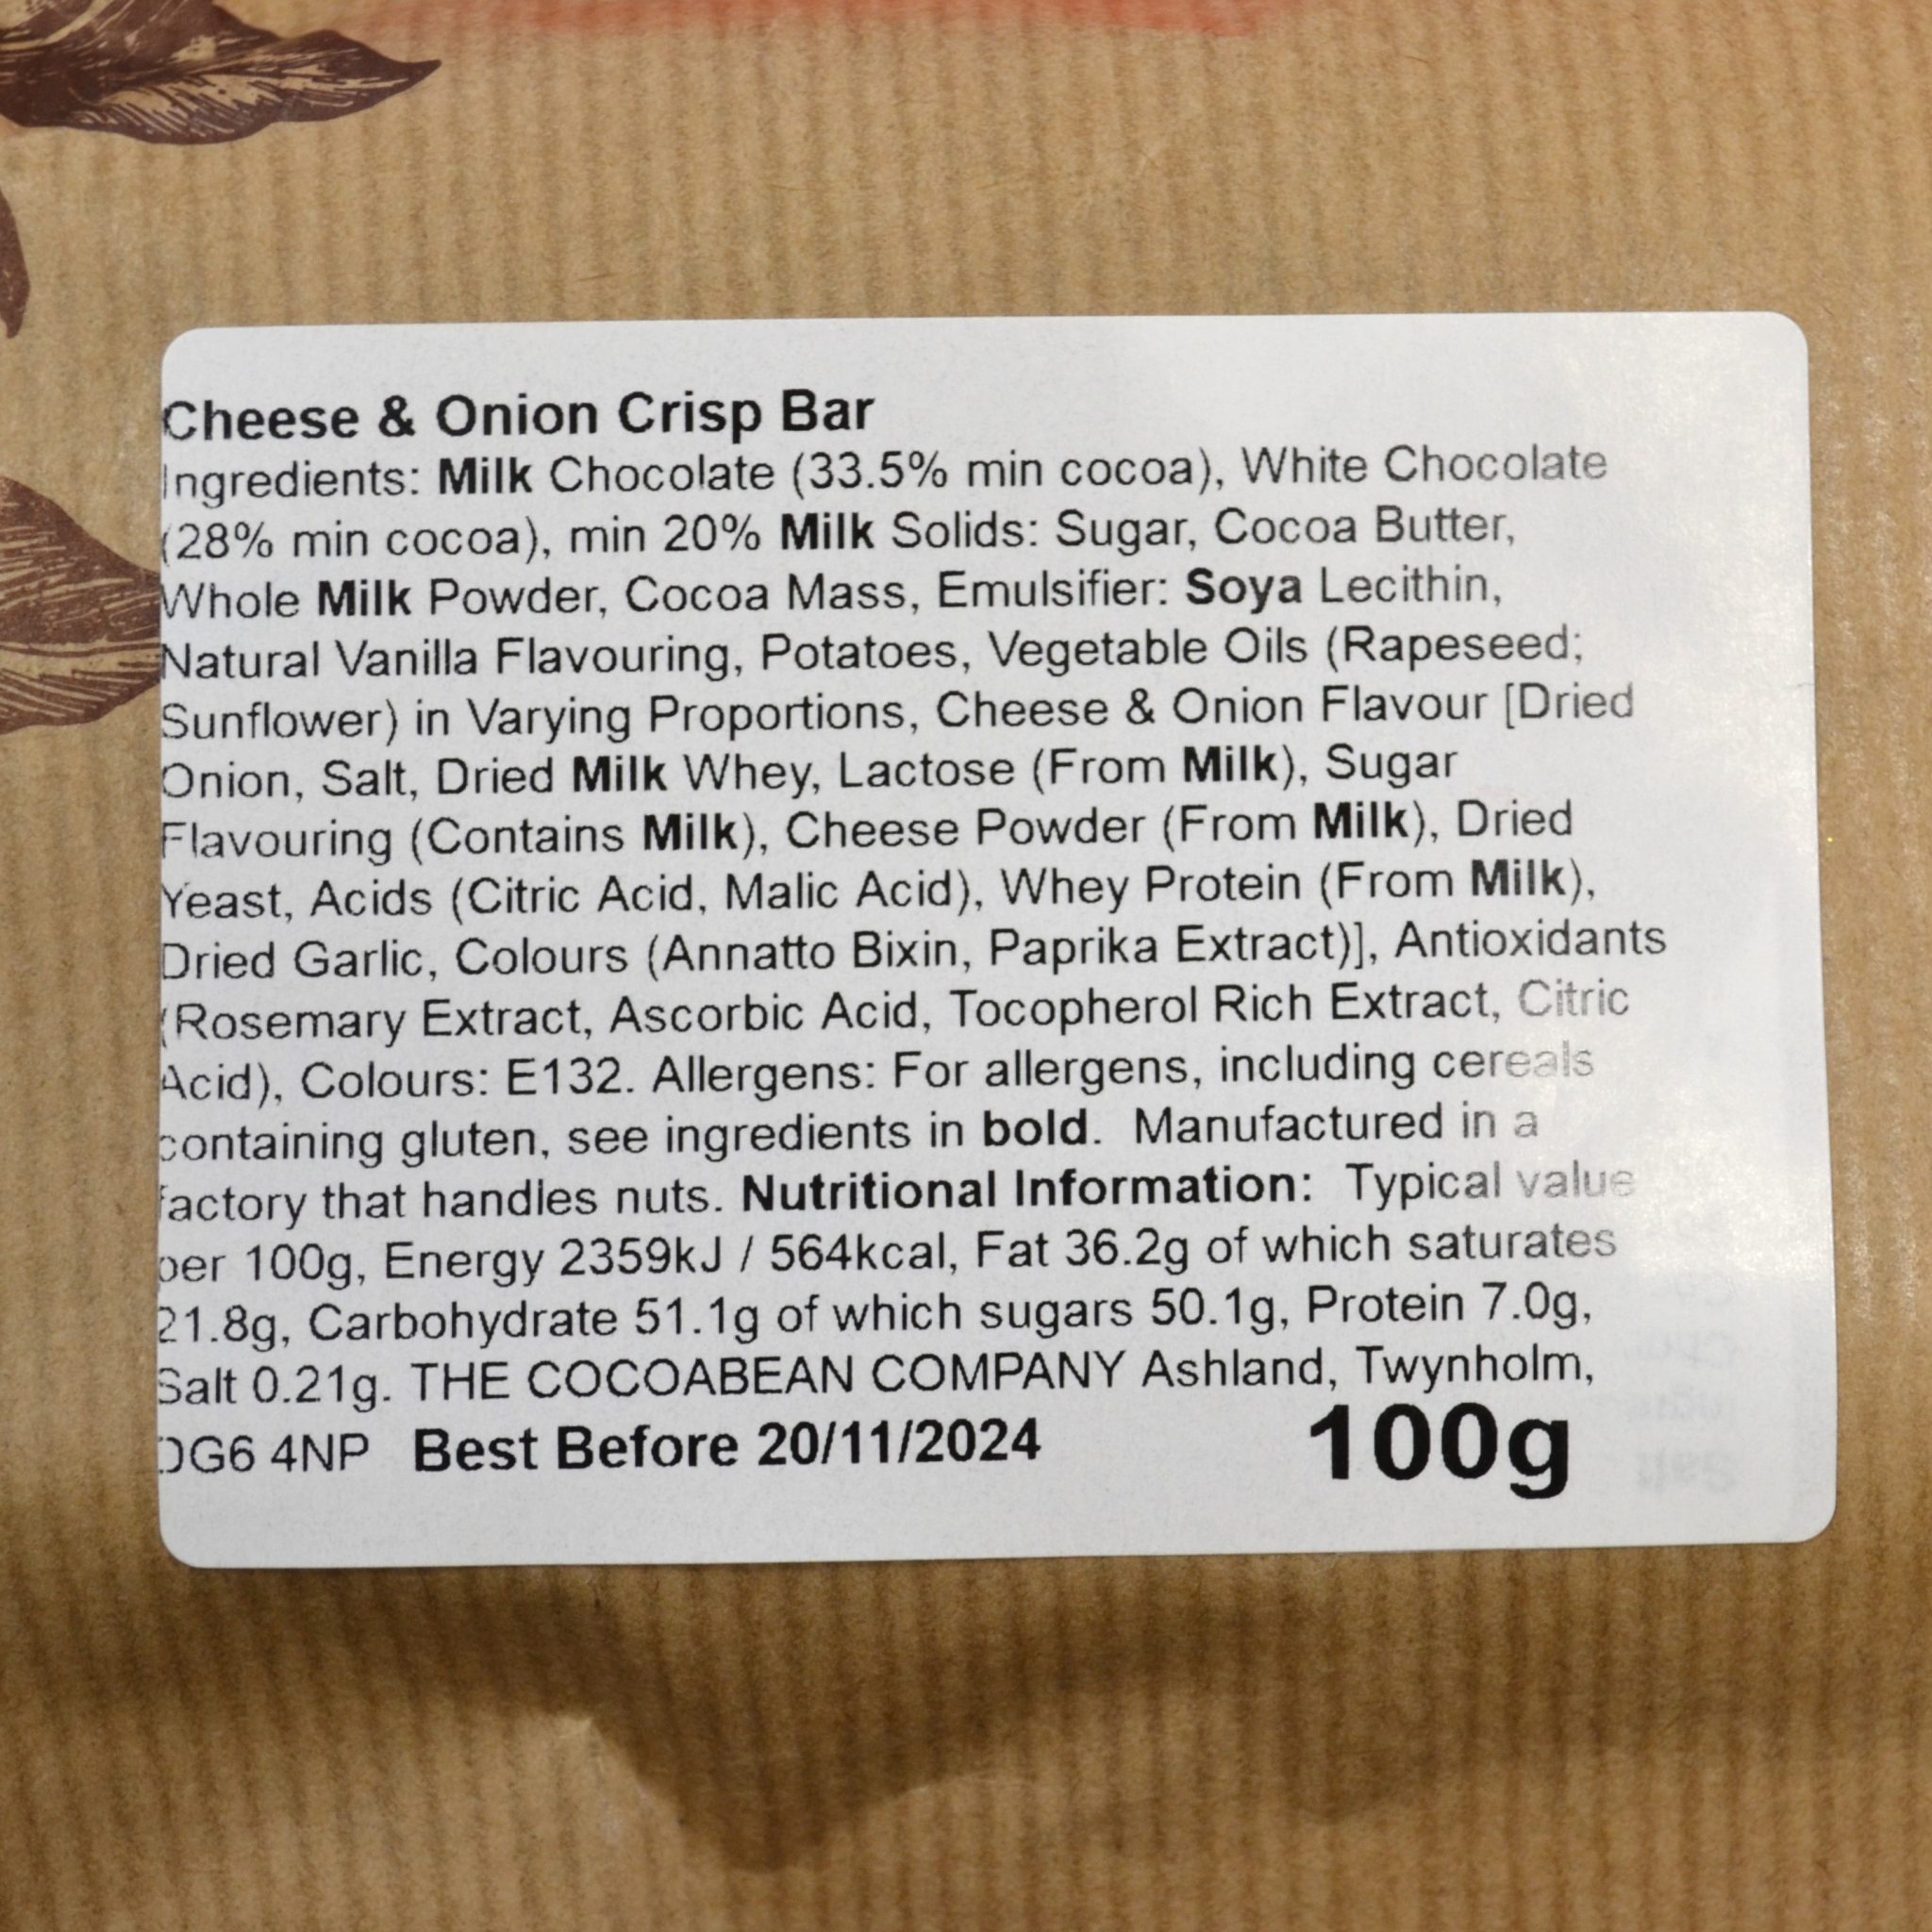 Cheese & Onion Crisp Bar
Ingredients: Milk Chocolate (33.5% min cocoa), White Chocolate
(28% min cocoa), min 20% Milk Solids: Sugar, Cocoa Butter,
Whole Milk Powder, Cocoa Mass, Emulsifier: Soya Lecithin,
Natural Vanilla Flavouring, Potatoes, Vegetable Oils (Rapeseed;
Sunflower) in Varying Proportions, Cheese & Onion Flavour [Dried
Onion, Salt, Dried Milk Whey, Lactose (From Milk), Sugar
Flavouring (Contains Milk), Cheese Powder (From Milk), Dried
Yeast, Acids (Citric Acid, Malic Acid), Whey Protein (From Milk),
Dried Garlic, Colours (Annatto Bixin, Paprika Extract)], Antioxidants
(Rosemary Extract, Ascorbic Acid, Tocopherol Rich Extract, Citric
Acid), Colours: E132. Allergens: For allergens, including cereals
containing gluten, see ingredients in bold. Manufactured in a
factory that handles nuts. Nutritional Information: Typical value
per 100g, Energy 2359kJ / 564kcal, Fat 36.2g of which saturates
21.8g, Carbohydrate 51.1g of which sugars 50.1g, Protein 7.0g,
Salt 0.21g. THE COCOABEAN COMPANY Ashland, Twynholm,
DG6 4NP Best Before 20/11/2024 100g